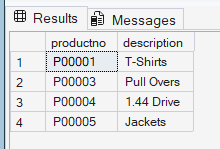 Results Messages
productno description
1 P00001 T-Shirts
2 P00003 Pull Overs
3 P00004 1.44 Drive
4 P00005 Jackets